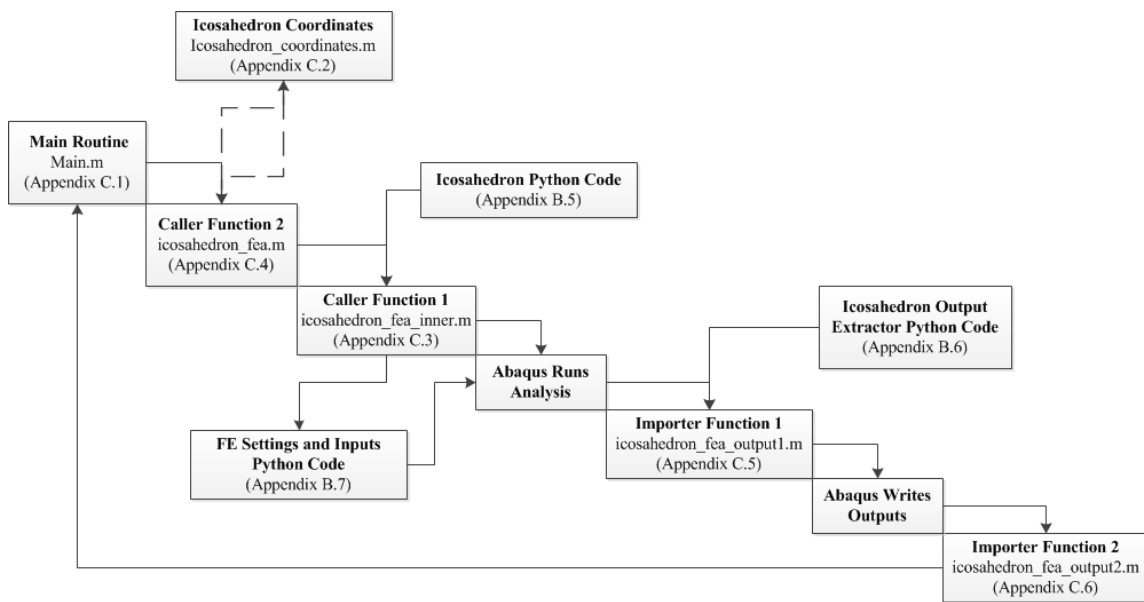 Icosahedron Coordinates
Icosahedron_coordinates.m
(Appendix C.2)
Main Routine
Main.m
(Appendix C.1)
Icosahedron Python Code
(Appendix B.5)
Caller Function 2
icosahedron_fea.m
(Appendix C.4)
Caller Function 1
icosahedron_fea_inner.m
(Appendix C.3)
Icosahedron Output
Extractor Python Code
(Appendix B.6)
Abaqus Runs
Analysis
FE Settings and Inputs
Python Code
(Appendix B.7)
Importer Function 1
icosahedron_fea_output1.m
(Appendix C.5)
Abaqus Writes
Outputs
Importer Function 2
icosahedron_fea_output2.m
(Appendix C.6)